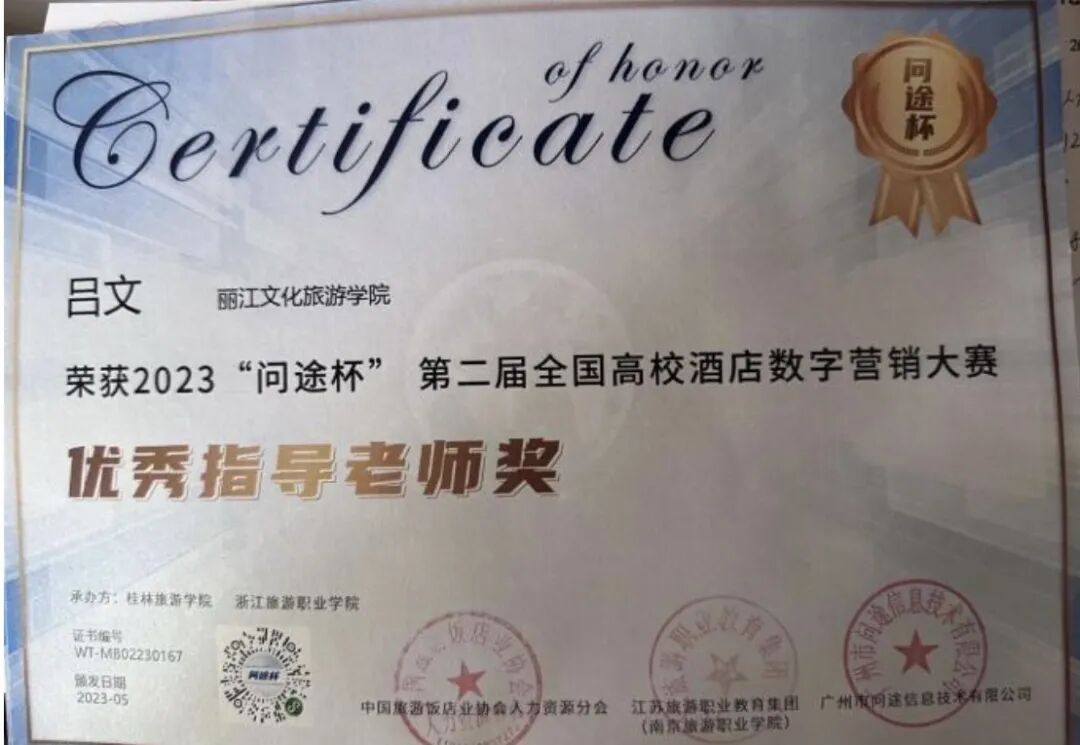 of honor
Certificate
问途杯
吕文 丽江文化旅游学院
荣获2023“问途杯” 第二届全国高校酒店数字营销大赛
优秀指导老师奖
承办方：桂林旅游学院 浙江旅游职业学院
证书编号
WT-MB02230167
颁发日期
2023-05
问途杯
中国旅游饭店业协会人力资源分会
江苏旅游职业教育集团
（南京旅游职业学院）
广州市问途信息技术有限公司